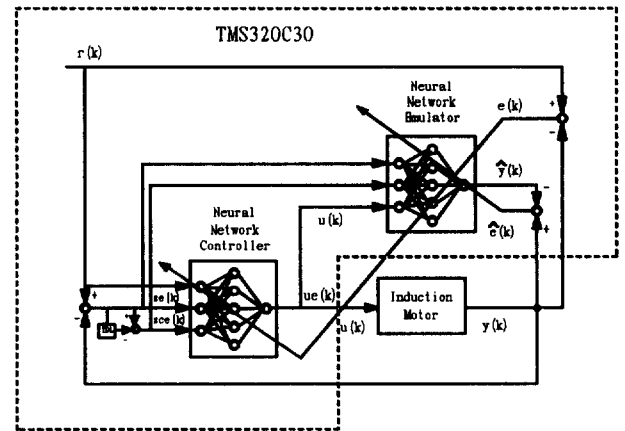 TMS320C30
r(k)
Neural
Network
Emulator
e(k)
+
-
ŷ(k)
-
ê(k)
+
u(k)
Neural
Network
Controller
+
-
se(k)
+
-
sce(k)
ue(k)
u(k)
Induction
Motor
y(k)